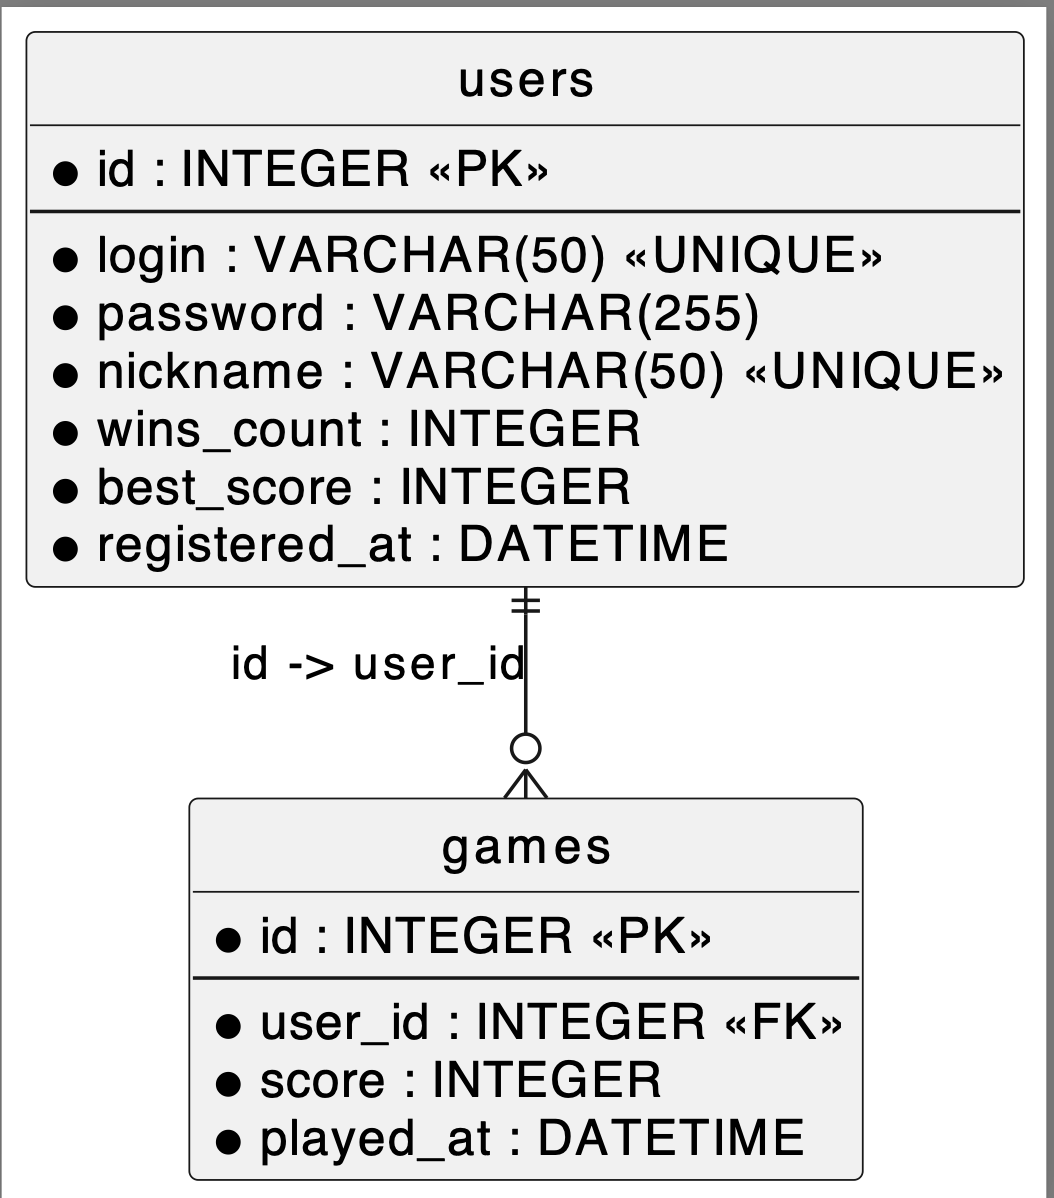 users
id : INTEGER «PK»
login : VARCHAR(50) «UNIQUE»
password : VARCHAR(255)
nickname : VARCHAR(50) «UNIQUE»
wins_count : INTEGER
best_score : INTEGER
registered_at : DATETIME
id -> user_id
games
id : INTEGER «PK»
user_id : INTEGER «FK»
score : INTEGER
played_at : DATETIME